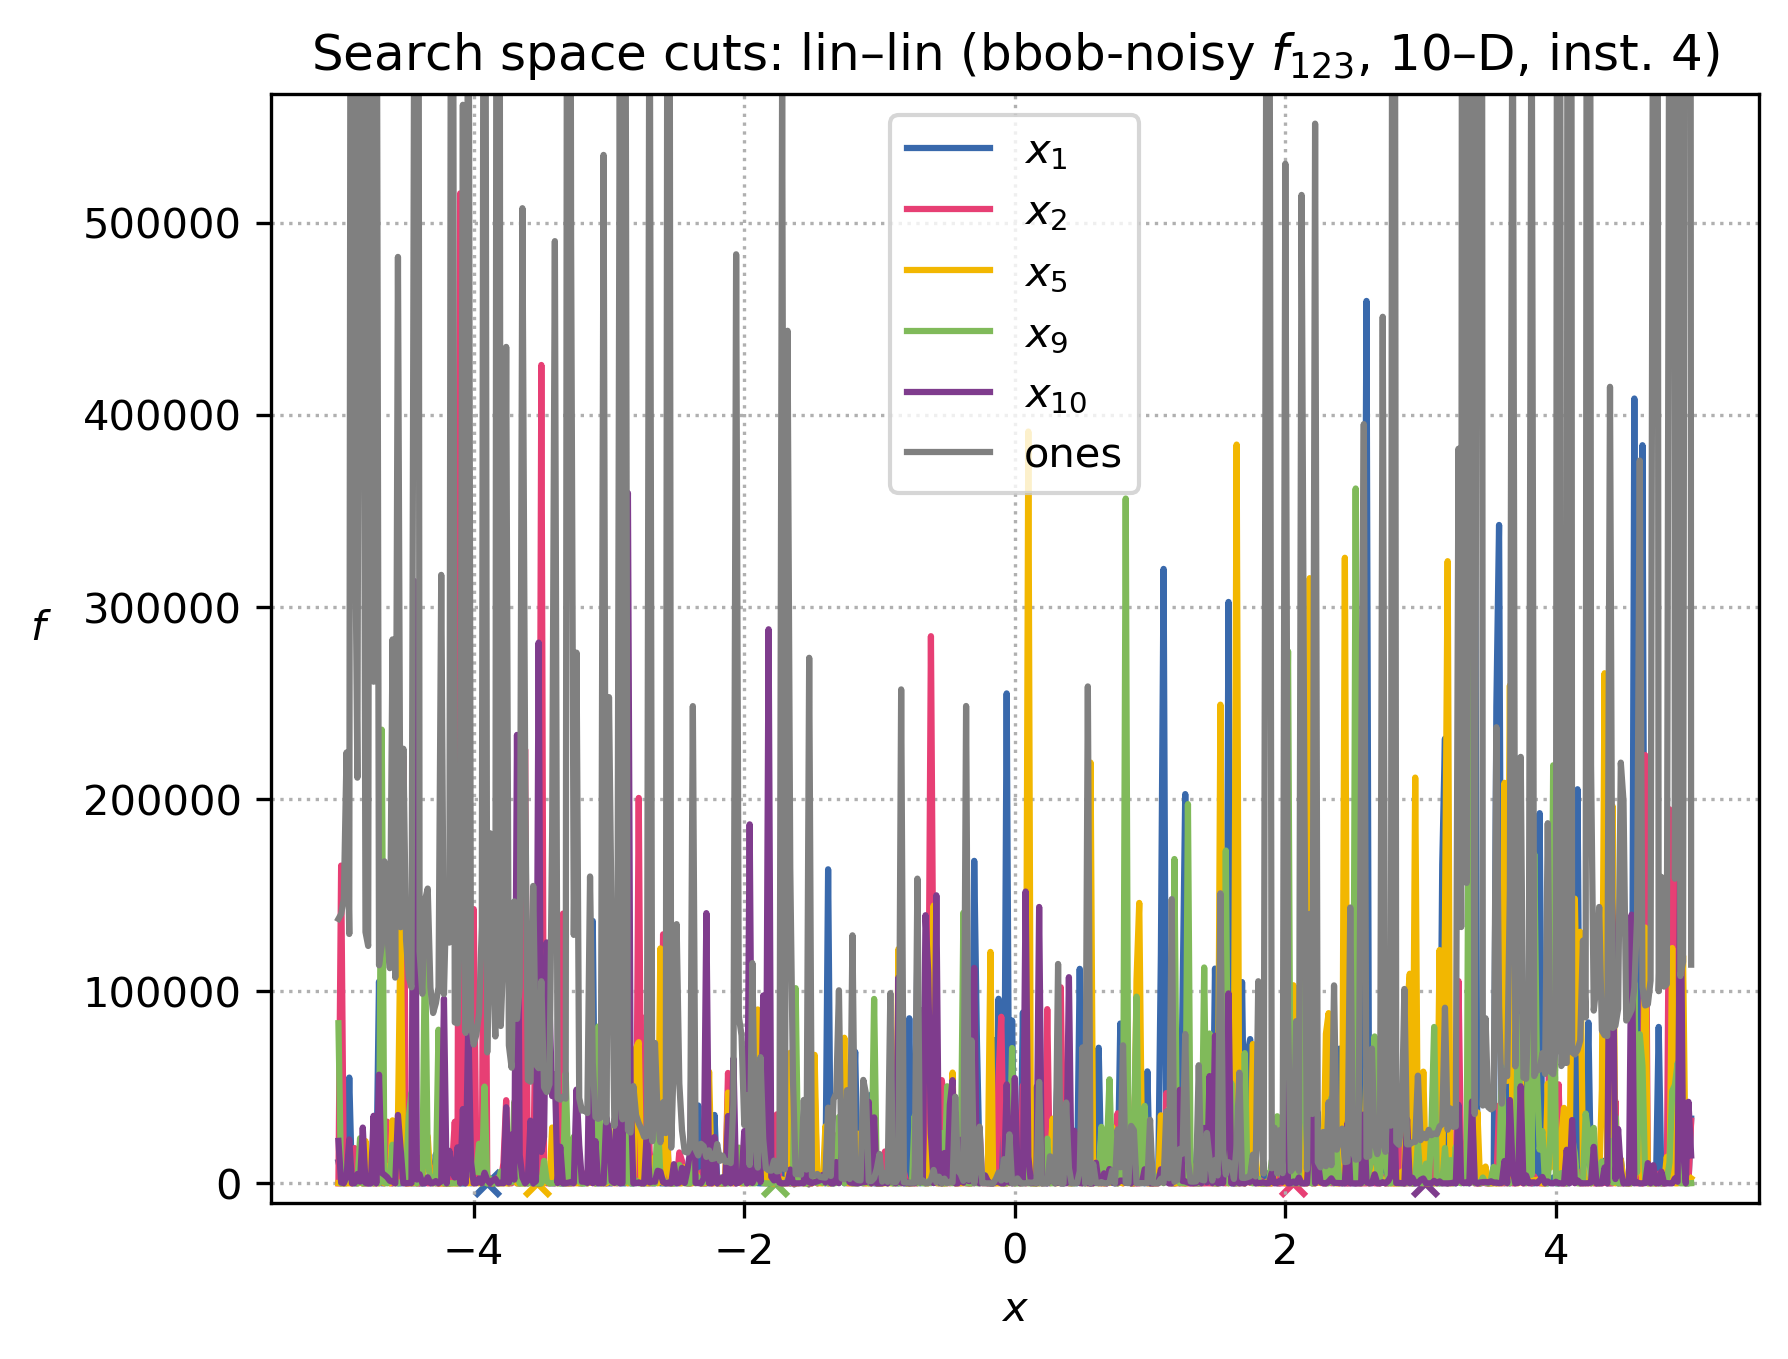 Search space cuts: lin–lin (bbob-noisy f₁₂₃, 10–D, inst. 4)
x₁
x₂
x₅
x₉
x₁₀
ones
500000
400000
300000
200000
100000
0
f
−4 −2 0 2 4
x